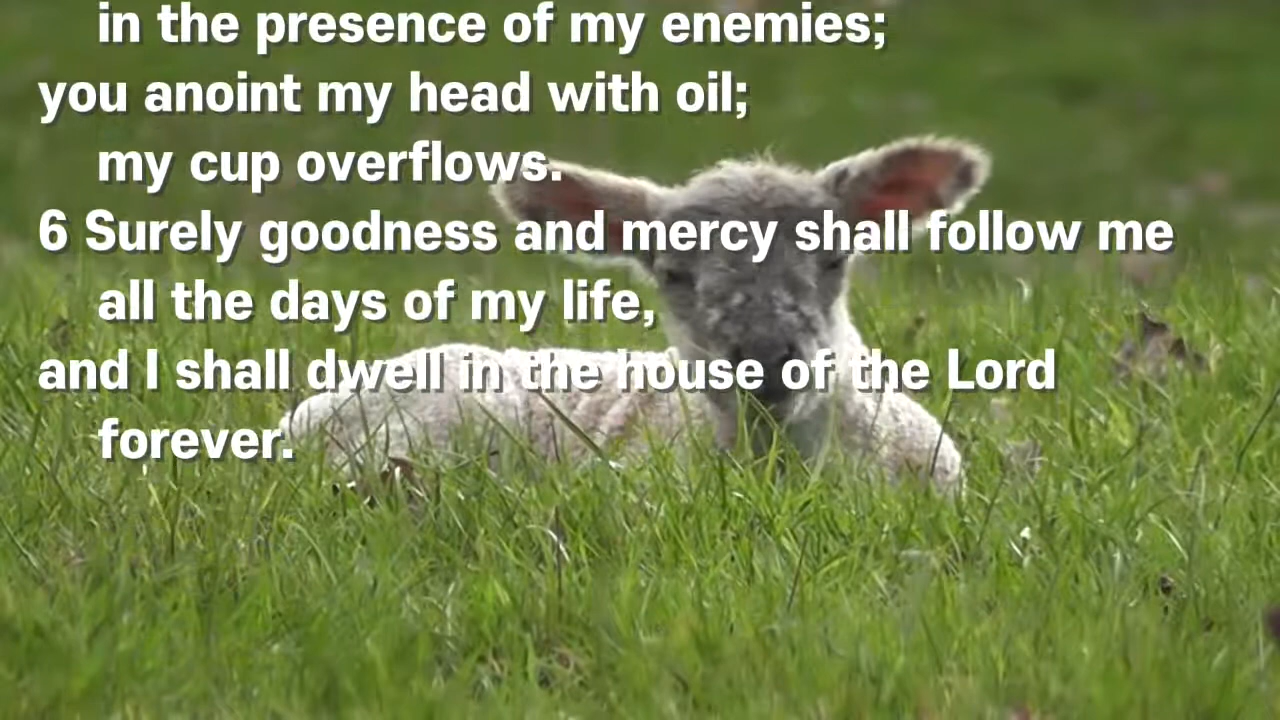 in the presence of my enemies;
you anoint my head with oil;
my cup overflows.
6 Surely goodness and mercy shall follow me
all the days of my life,
and I shall dwell in the house of the Lord
forever.